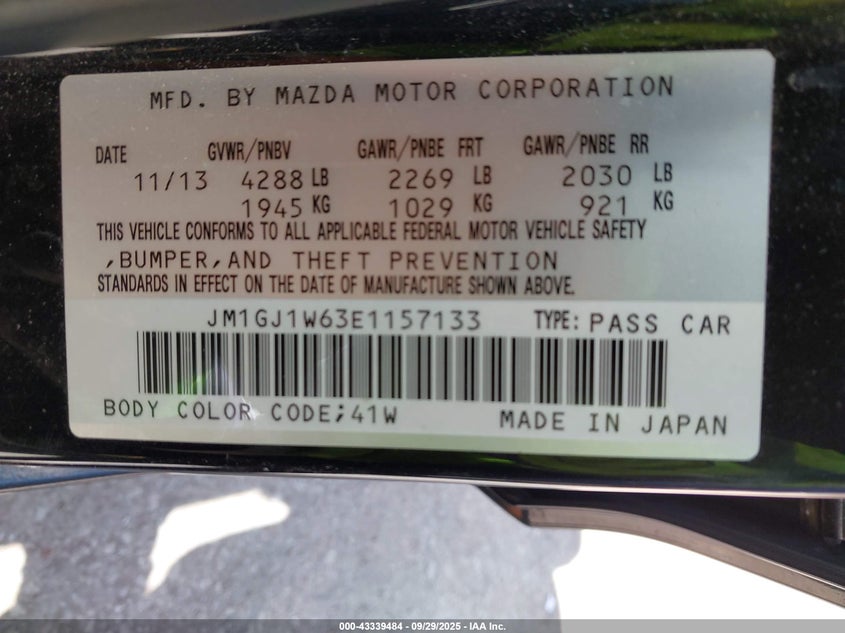 MFD. BY MAZDA MOTOR CORPORATION
DATE GVWR/PNBV GAWR/PNBE FRT GAWR/PNBE RR
11/13 4288 LB 2269 LB 2030 LB
1945 KG 1029 KG 921 KG
THIS VEHICLE CONFORMS TO ALL APPLICABLE FEDERAL MOTOR VEHICLE SAFETY
,BUMPER,AND THEFT PREVENTION
STANDARDS IN EFFECT ON THE DATE OF MANUFACTURE SHOWN ABOVE.
JM1GJ1W63E1157133 TYPE: PASS CAR
BODY COLOR CODE;41W MADE IN JAPAN
000-43339484 - 09/29/2025 - IAA Inc.